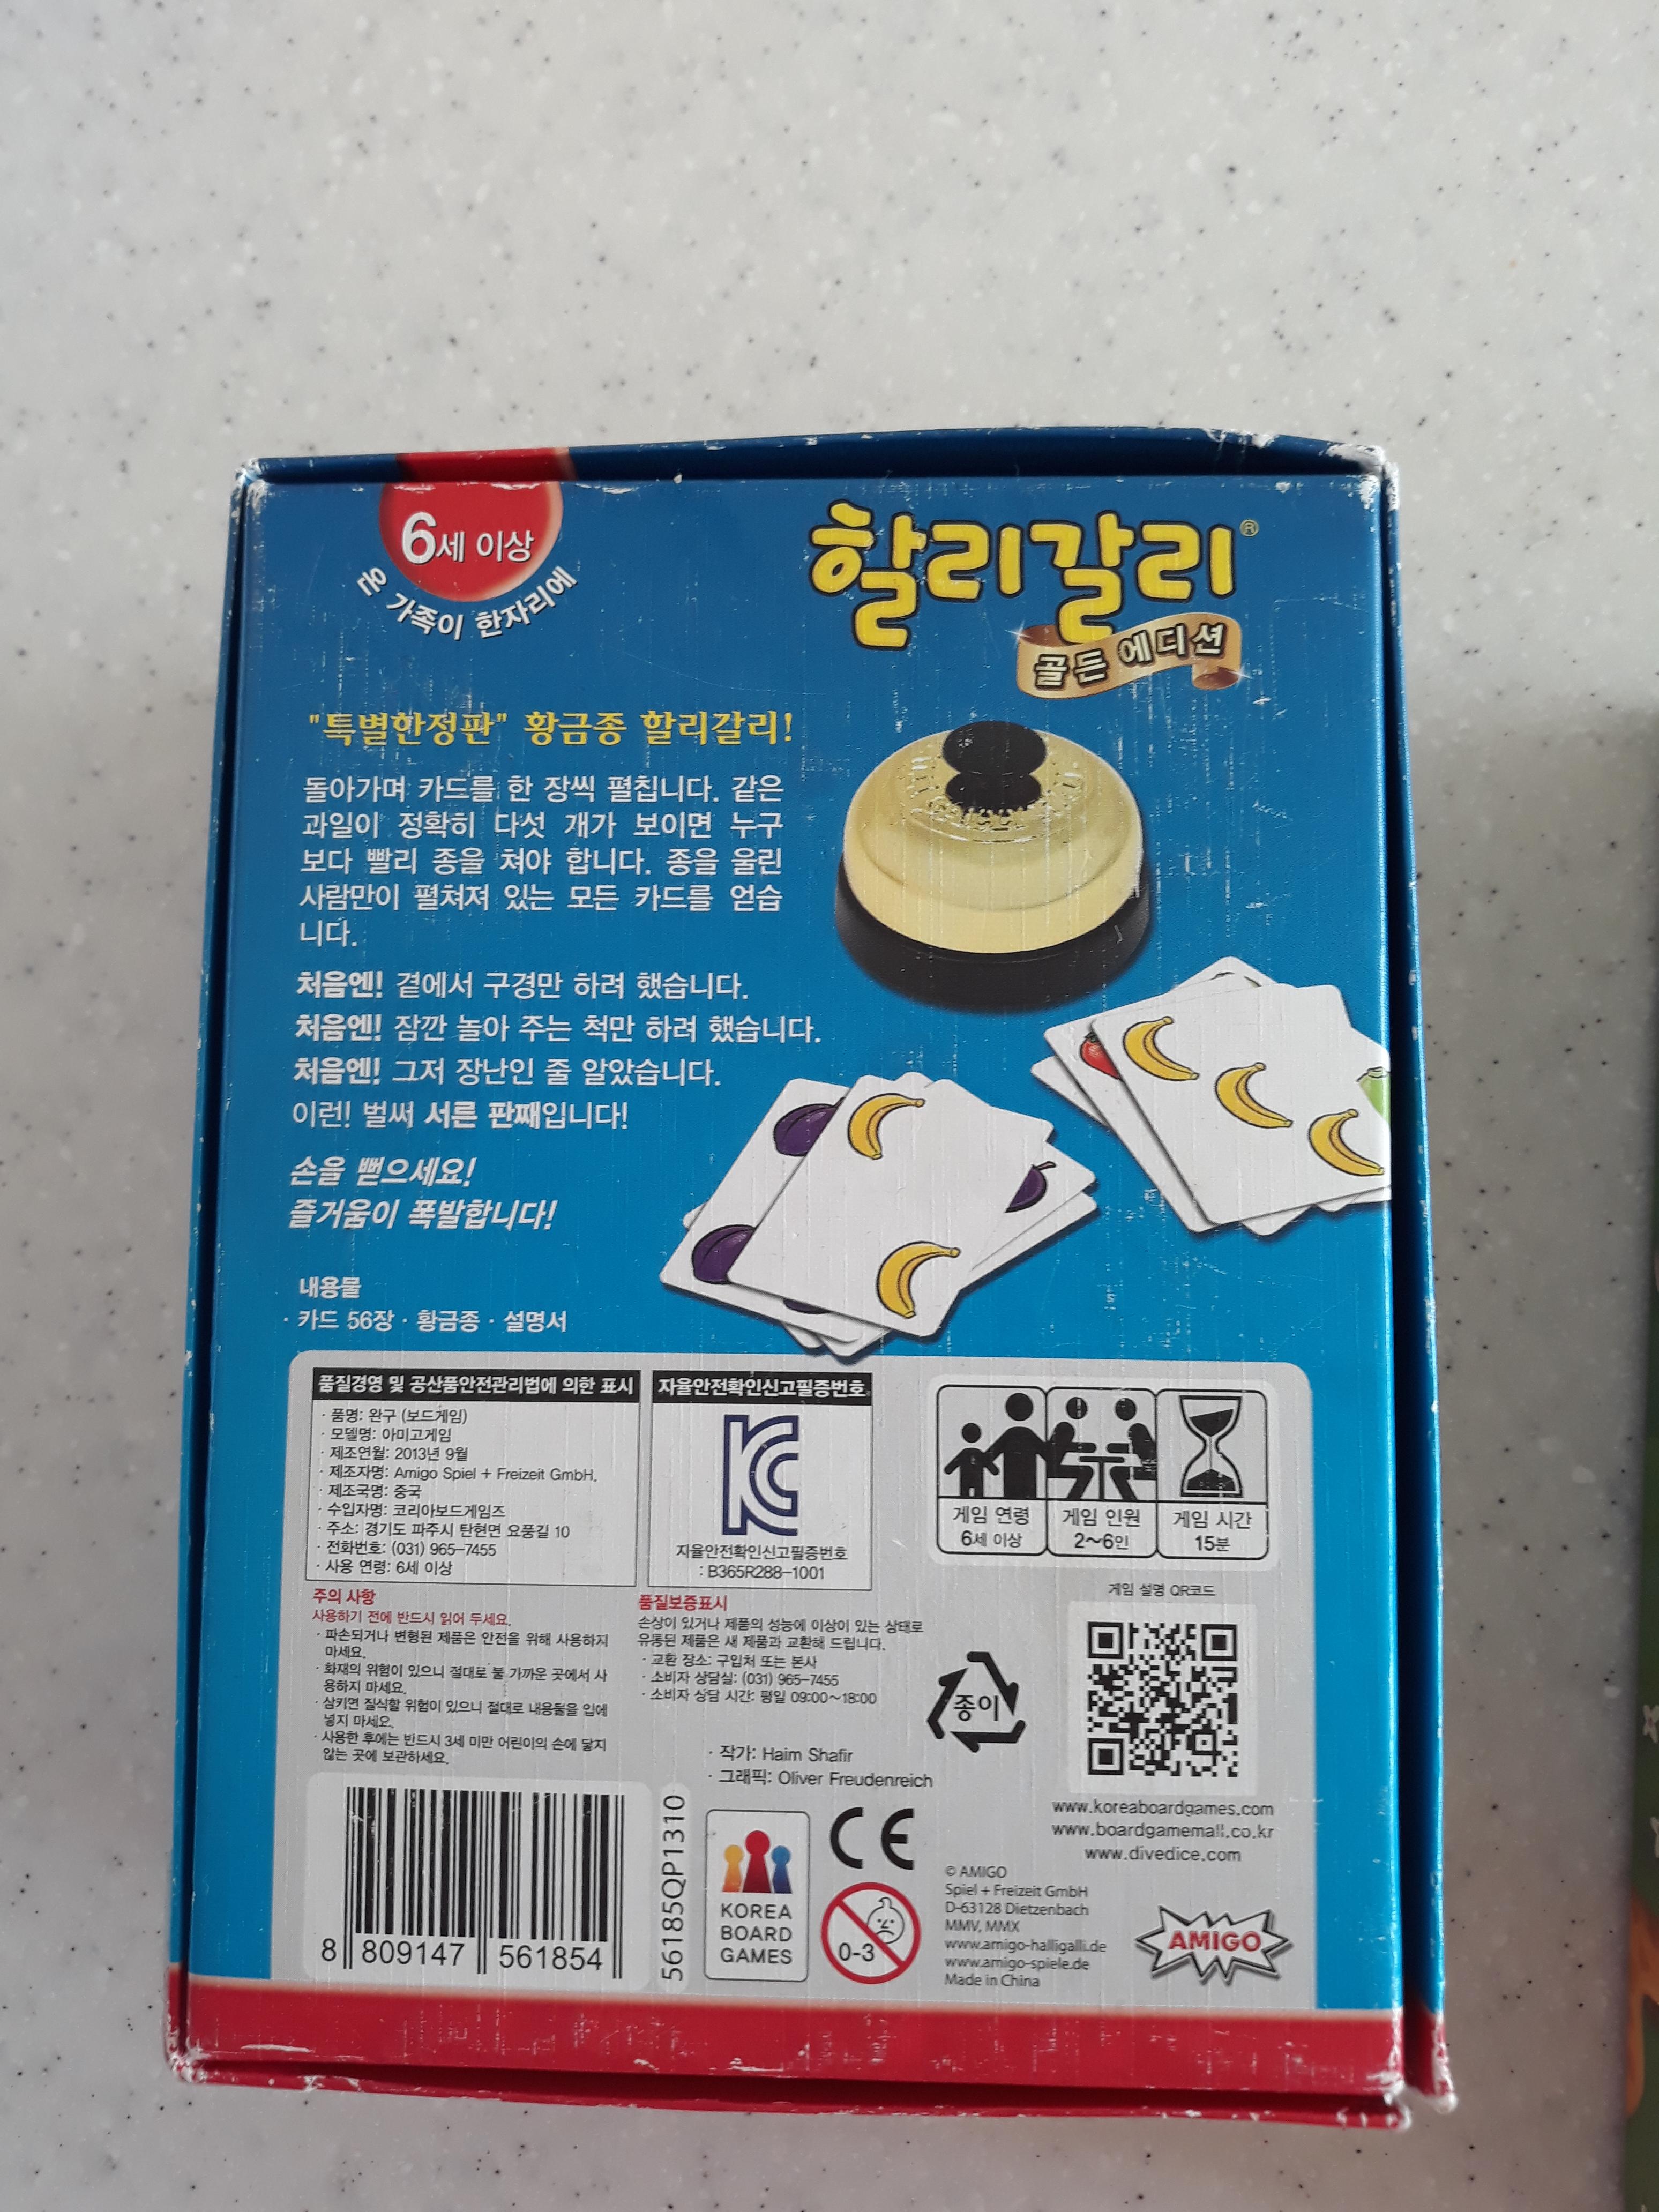 6세 이상
온 가족이 한자리에
할리갈리®
골든 에디션
"특별한정판" 황금종 할리갈리!
돌아가며 카드를 한 장씩 펼칩니다. 같은
과일이 정확히 다섯 개가 보이면 누구
보다 빨리 종을 쳐야 합니다. 종을 울린
사람만이 펼쳐져 있는 모든 카드를 얻습
니다.
처음엔! 곁에서 구경만 하려 했습니다.
처음엔! 잠깐 놀아 주는 척만 하려 했습니다.
처음엔! 그저 장난인 줄 알았습니다.
이런! 벌써 서른 판째입니다!
손을 뻗으세요!
즐거움이 폭발합니다!
내용물
· 카드 56장 · 황금종 · 설명서
품질경영 및 공산품안전관리법에 의한 표시
· 품명: 완구 (보드게임)
· 모델명: 아미고게임
· 제조연월: 2013년 9월
· 제조자명: Amigo Spiel + Freizeit GmbH.
· 제조국명: 중국
· 수입자명: 코리아보드게임즈
· 주소: 경기도 파주시 탄현면 요풍길 10
· 전화번호: (031) 965-7455
· 사용 연령: 6세 이상
자율안전확인신고필증번호
자율안전확인신고필증번호
: B365R288-1001
게임 연령
6세 이상
게임 인원
2~6인
게임 시간
15분
주의 사항
사용하기 전에 반드시 읽어 두세요.
· 파손되거나 변형된 제품은 안전을 위해 사용하지
마세요.
· 화재의 위험이 있으니 절대로 불 가까운 곳에서 사
용하지 마세요.
· 삼키면 질식할 위험이 있으니 절대로 내용물을 입에
넣지 마세요.
· 사용한 후에는 반드시 3세 미만 어린이의 손에 닿지
않는 곳에 보관하세요.
품질보증표시
손상이 있거나 제품의 성능에 이상이 있는 상태로
유통된 제품은 새 제품과 교환해 드립니다.
· 교환 장소: 구입처 또는 본사
· 소비자 상담실: (031) 965-7455
· 소비자 상담 시간: 평일 09:00~18:00
· 작가: Haim Shafir
· 그래픽: Oliver Freudenreich
종이
게임 설명 QR코드
www.koreaboardgames.com
www.boardgamemall.co.kr
www.divedice.com
8 809147 561854
56185QP1310
KOREA
BOARD
GAMES
CE
0-3
© AMIGO
Spiel + Freizeit GmbH
D-63128 Dietzenbach
MMV, MMX
www.amigo-halligalli.de
www.amigo-spiele.de
Made in China
AMIGO